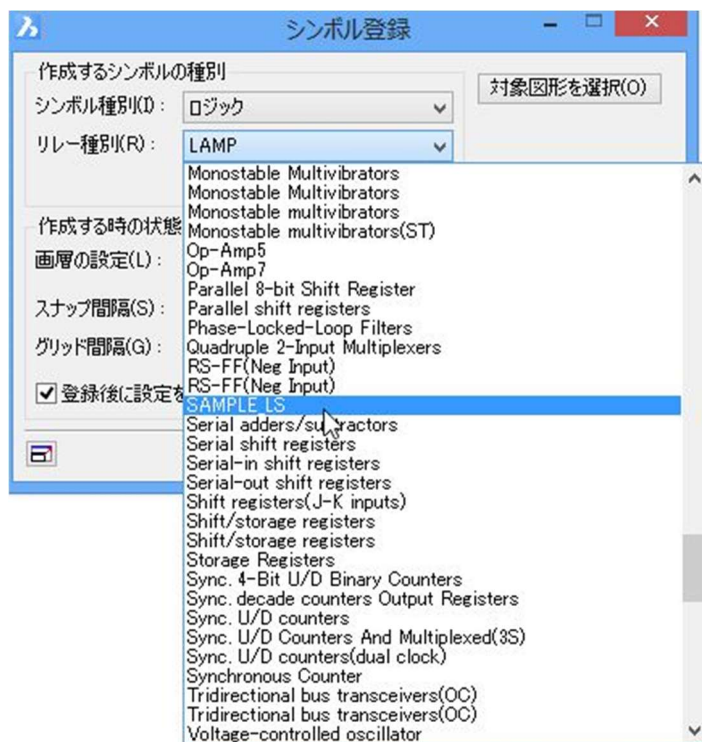 シンボル登録
作成するシンボルの種別
シンボル種別(I):
ロジック
対象図形を選択(O)
リレー種別(R):
LAMP
作成する時の状態
画層の設定(L):
スナップ間隔(S):
グリッド間隔(G):
登録後に設定を
Monostable Multivibrators
Monostable Multivibrators
Monostable multivibrators
Monostable multivibrators(ST)
Op-Amp5
Op-Amp7
Parallel 8-bit Shift Register
Parallel shift registers
Phase-Locked-Loop Filters
Quadruple 2-Input Multiplexers
RS-FF(Neg Input)
RS-FF(Neg Input)
SAMPLE LS
Serial adders/subtractors
Serial shift registers
Serial-in shift registers
Serial-out shift registers
Shift registers(J-K inputs)
Shift/storage registers
Shift/storage registers
Storage Registers
Sync. 4-Bit U/D Binary Counters
Sync. decade counters Output Registers
Sync. U/D counters
Sync. U/D Counters And Multiplexed(3S)
Sync. U/D counters(dual clock)
Synchronous Counter
Tridirectional bus transceivers(OC)
Tridirectional bus transceivers(OC)
Voltage-controlled oscillator